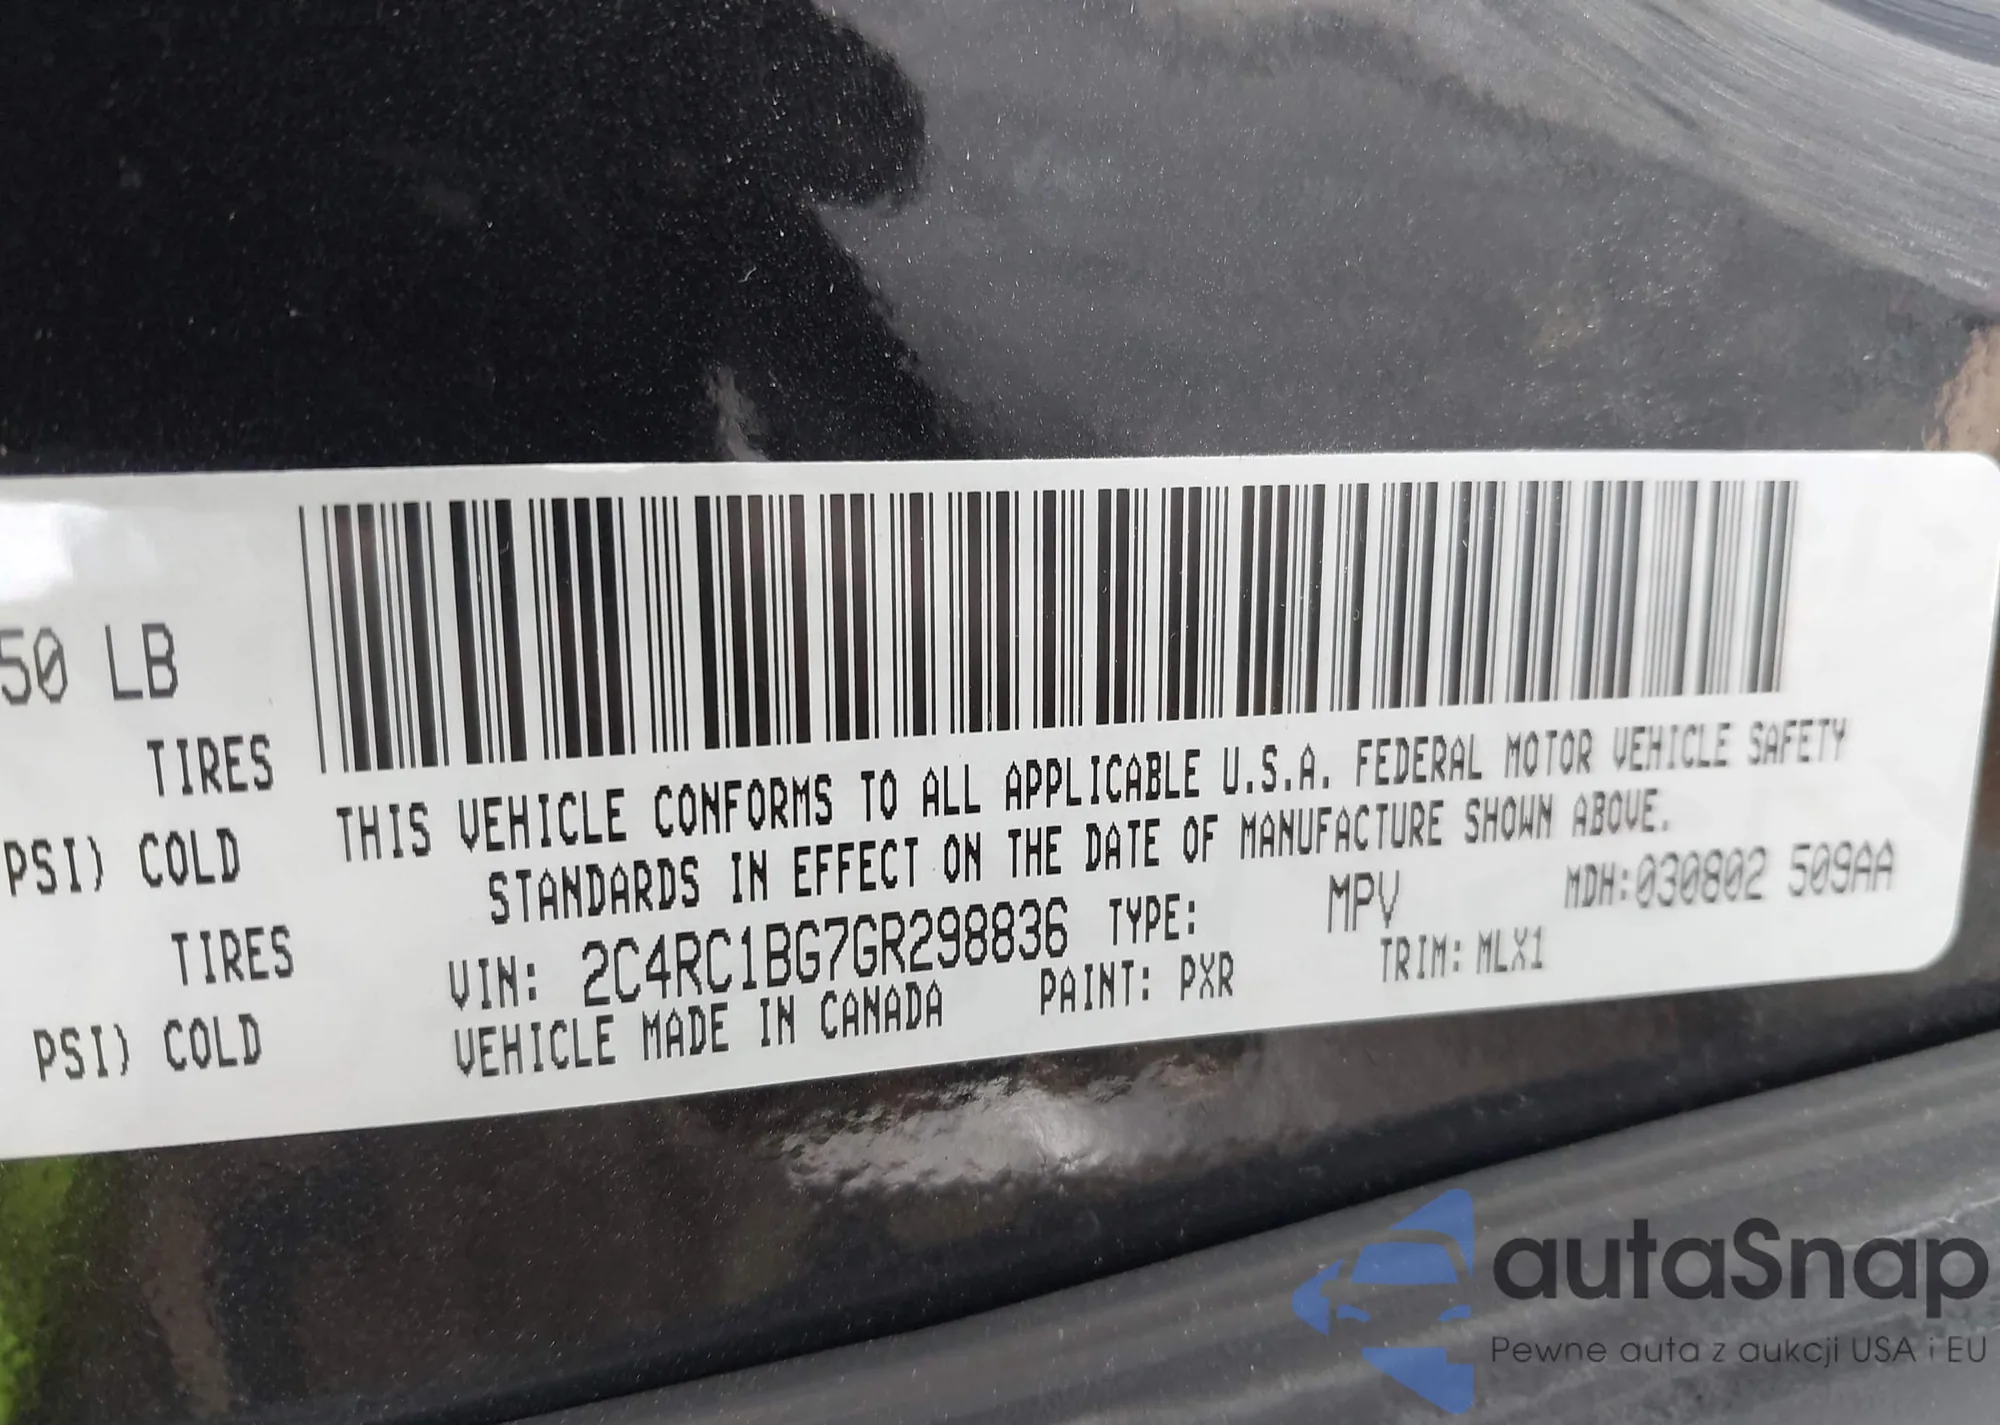 50 LB
TIRES
PSI) COLD
TIRES
PSI) COLD
THIS VEHICLE CONFORMS TO ALL APPLICABLE U.S.A. FEDERAL MOTOR VEHICLE SAFETY
STANDARDS IN EFFECT ON THE DATE OF MANUFACTURE SHOWN ABOVE.
MDH:030802 509AA
VIN: 2C4RC1BG7GR298836 TYPE: MPV
VEHICLE MADE IN CANADA PAINT: PXR TRIM: MLX1
autaSnap
Pewne auta z aukcji USA i EU